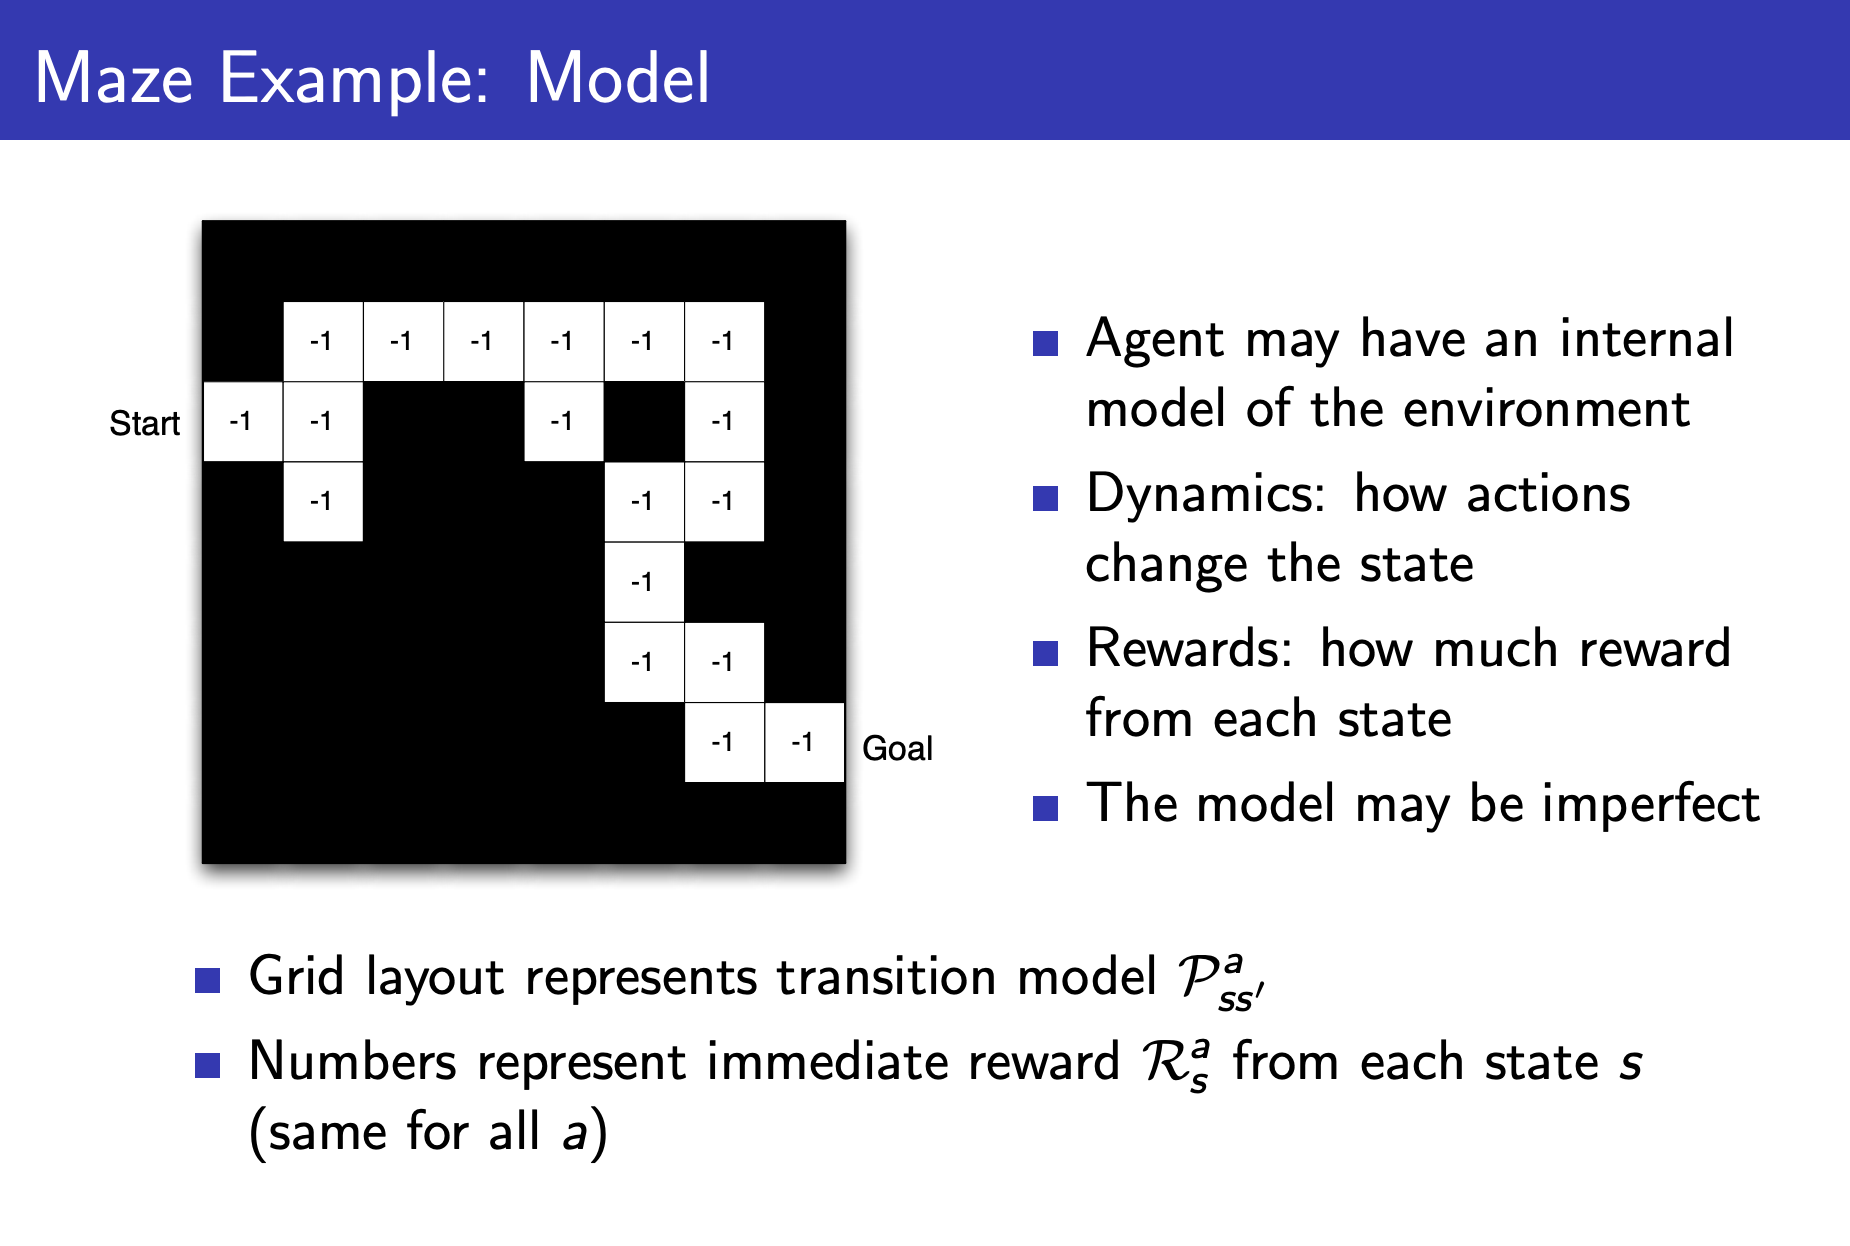 Maze Example: Model
-1 -1 -1 -1 -1 -1
Start -1 -1 -1 -1
-1 -1 -1
-1
-1 -1
-1 -1 Goal
Agent may have an internal
model of the environment
Dynamics: how actions
change the state
Rewards: how much reward
from each state
The model may be imperfect
Grid layout represents transition model $\mathcal{P}^a_{ss'}$
Numbers represent immediate reward $\mathcal{R}^a_s$ from each state s
(same for all a)